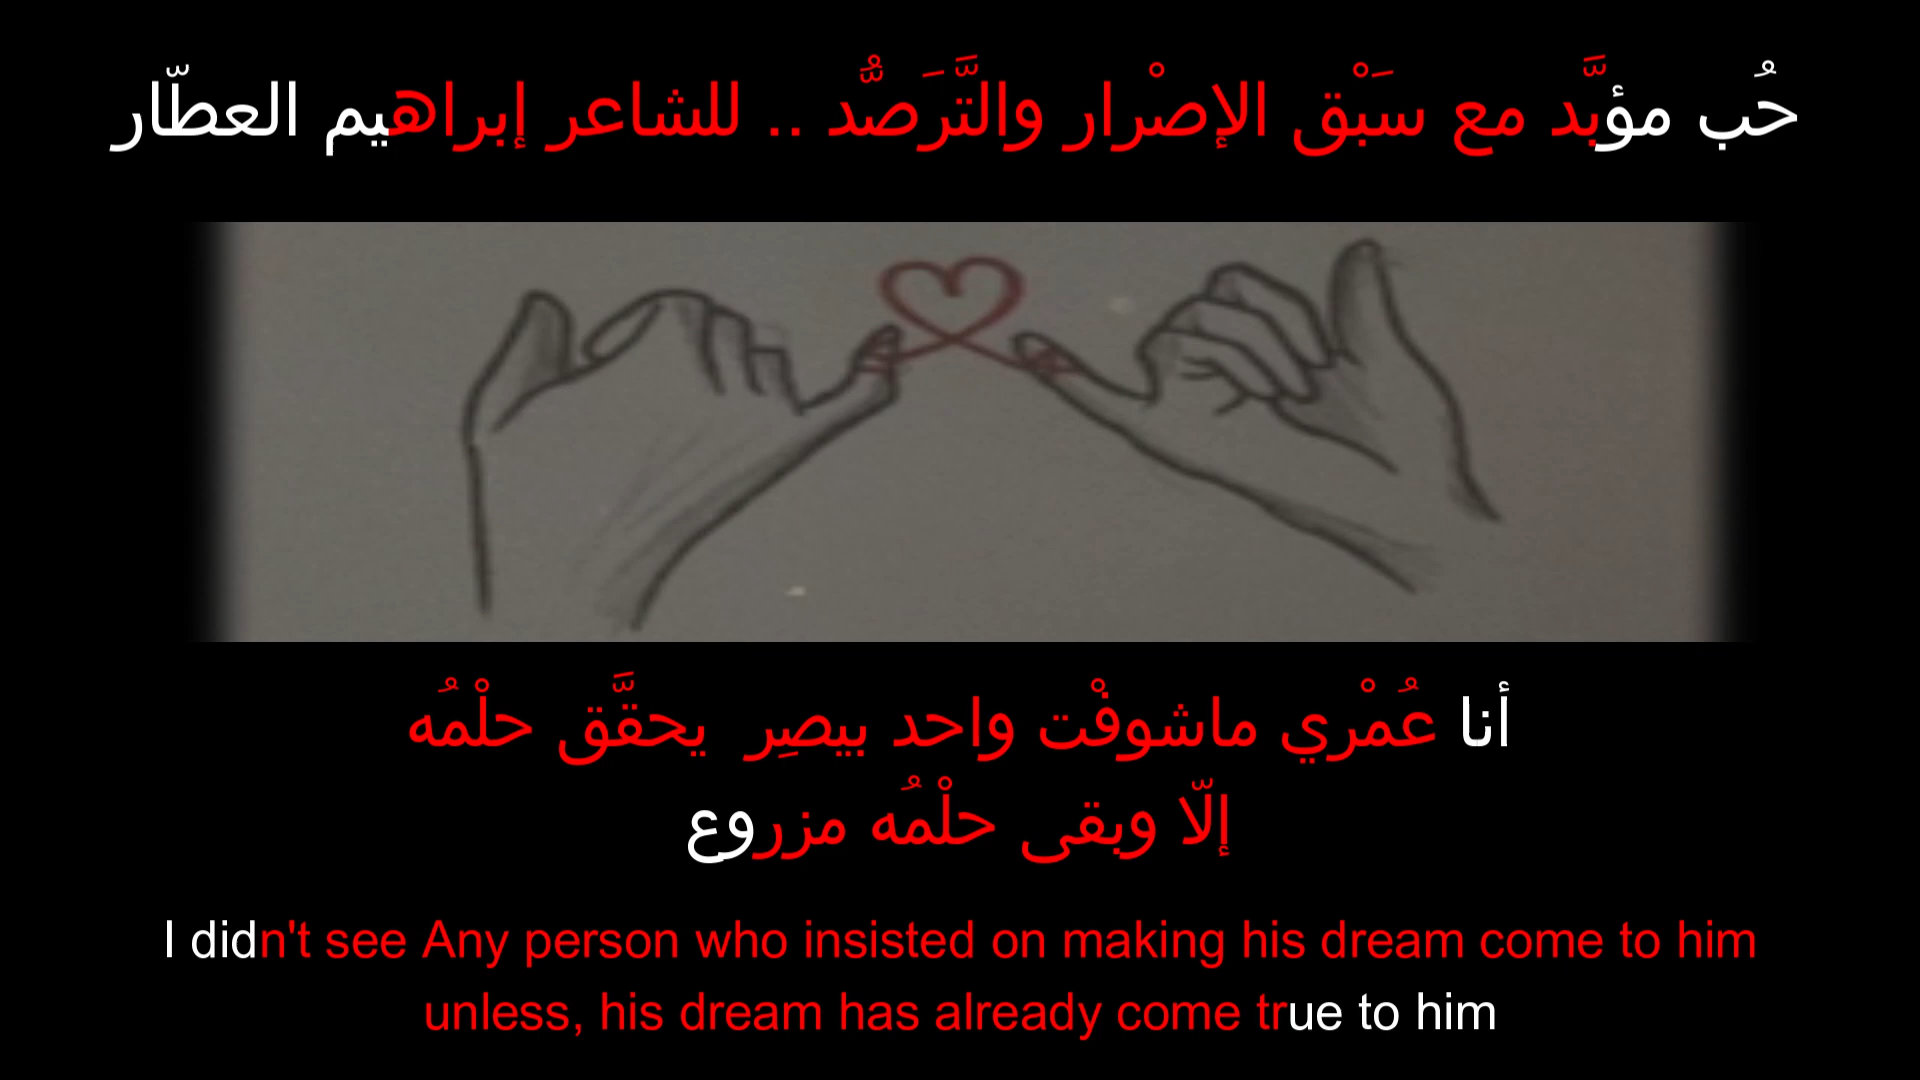 حُب مؤبَّد مع سَبْق الإصْرار والتَّرَصُّد .. للشاعر إبراهيم العطّار
أنا عُمْري ماشوفْت واحد بيصِر يحقَّق حلْمُه
إلّا وبقى حلْمُه مزروع
I didn't see Any person who insisted on making his dream come to him
unless, his dream has already come true to him